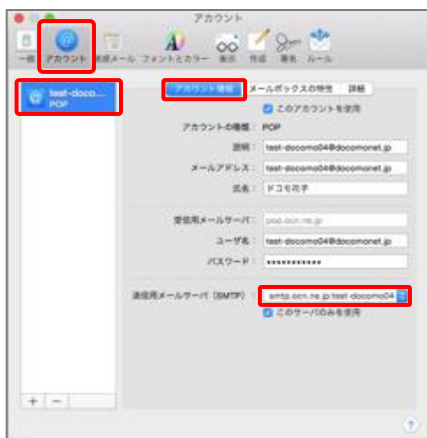 アカウント
一般 アカウント 迷惑メール フォントとカラー 表示 作成 署名 ルール
test-doco...
POP
アカウント情報 メールボックスの特性 詳細
このアカウントを使用
アカウントの種類: POP
説明: test-docomo04@docomonet.jp
メールアドレス: test-docomo04@docomonet.jp
氏名: ドコモ花子
受信用メールサーバ: pop.ocn.ne.jp
ユーザ名: test-docomo04@docomonet.jp
パスワード: •••••••••••
送信用メールサーバ (SMTP): smtp.ocn.ne.jp:test-docomo04
このサーバのみを使用
+ − ?